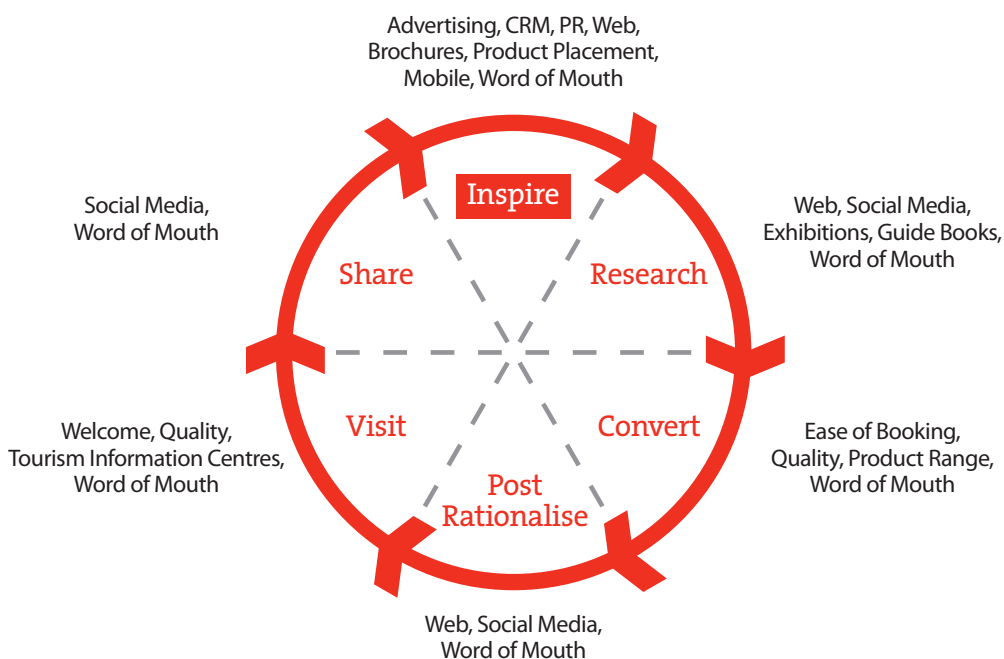 Advertising, CRM, PR, Web,
Brochures, Product Placement,
Mobile, Word of Mouth
Inspire
Social Media,
Word of Mouth
Web, Social Media,
Exhibitions, Guide Books,
Word of Mouth
Share
Research
Visit
Convert
Welcome, Quality,
Tourism Information Centres,
Word of Mouth
Ease of Booking,
Quality, Product Range,
Word of Mouth
Post
Rationalise
Web, Social Media,
Word of Mouth